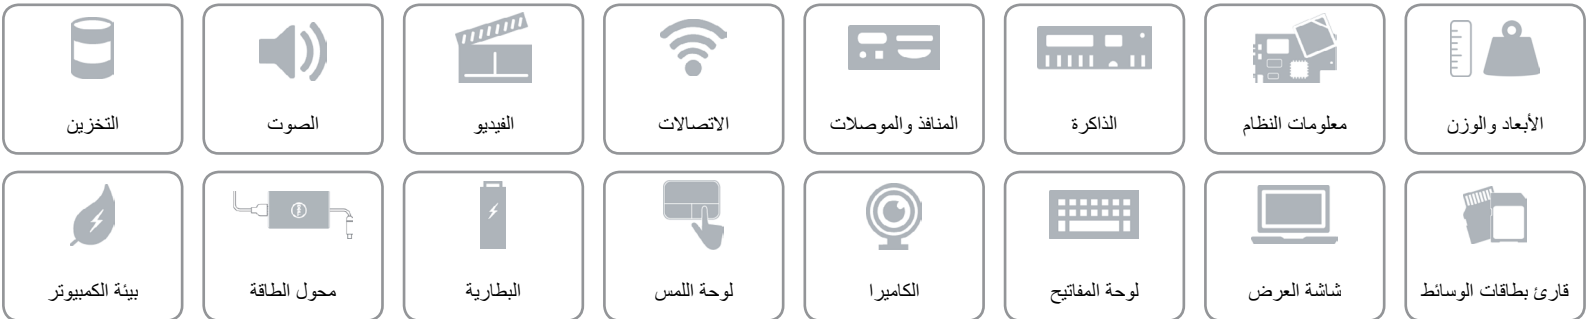 الأبعاد والوزن
معلومات النظام
الذاكرة
المنافذ والموصلات
الاتصالات
الفيديو
الصوت
التخزين
قارئ بطاقات الوسائط
شاشة العرض
لوحة المفاتيح
الكاميرا
لوحة اللمس
البطارية
محول الطاقة
بيئة الكمبيوتر